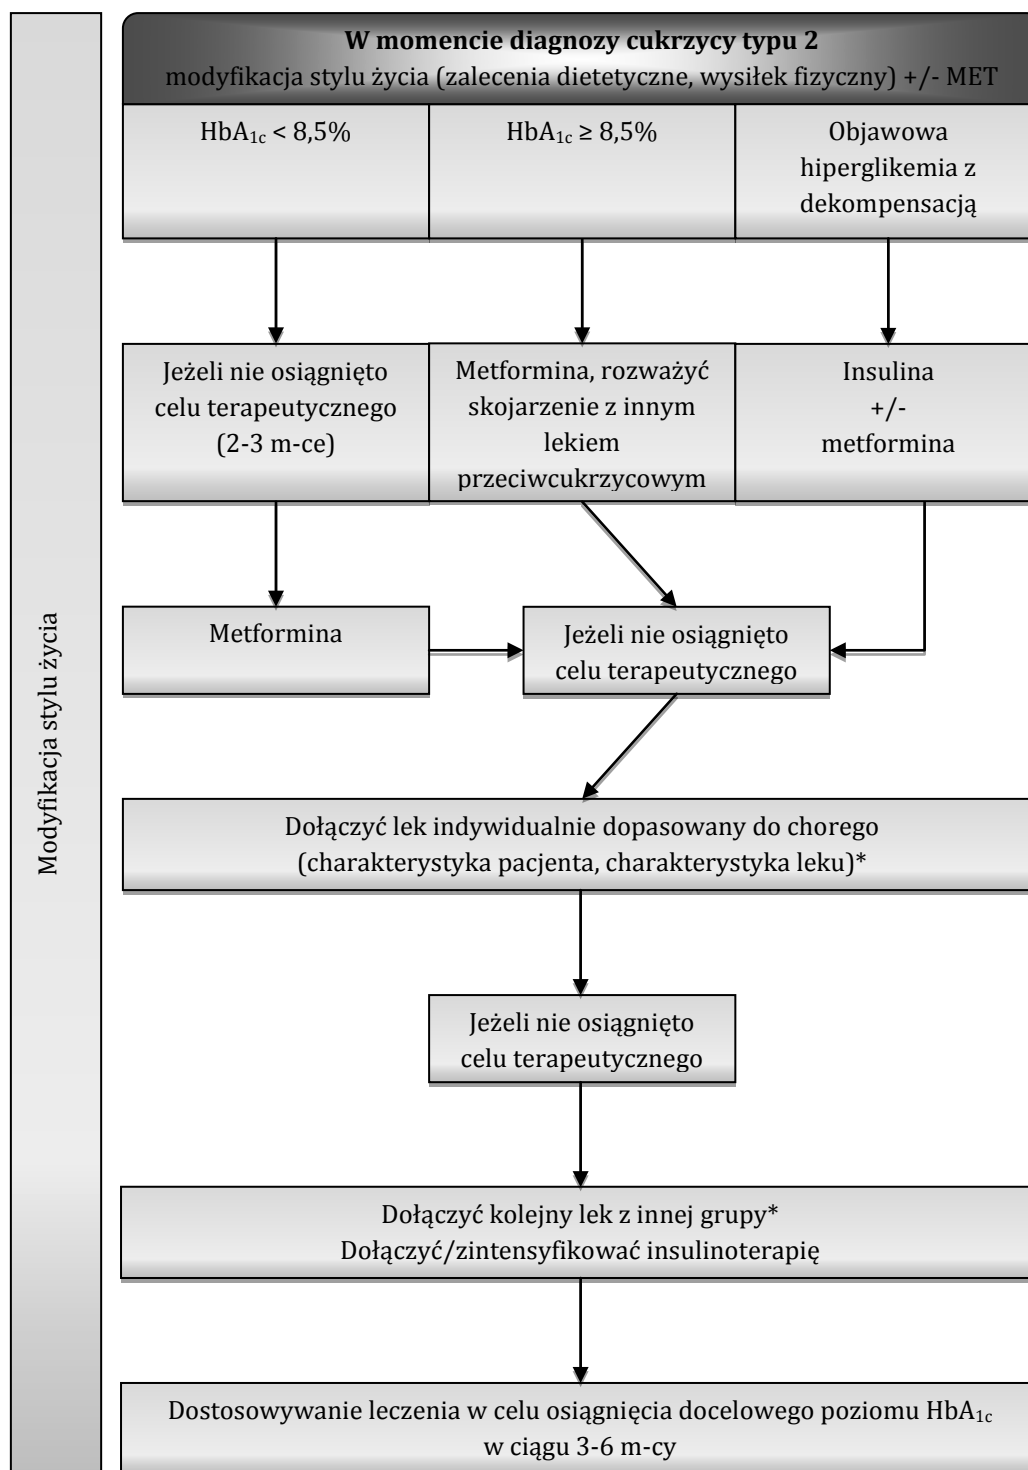 W momencie diagnozy cukrzycy typu 2
modyfikacja stylu życia (zalecenia dietetyczne, wysiłek fizyczny) +/- MET
HbA1c < 8,5%
HbA1c ≥ 8,5%
Objawowa
hiperglikemia z
dekompensacją
Jeżeli nie osiągnięto
celu terapeutycznego
(2-3 m-ce)
Metformina, rozważyć
skojarzenie z innym
lekiem
przeciwcukrzycowym
Insulina
+/-
metformina
Metformina
Jeżeli nie osiągnięto
celu terapeutycznego
Dołączyć lek indywidualnie dopasowany do chorego
(charakterystyka pacjenta, charakterystyka leku)*
Jeżeli nie osiągnięto
celu terapeutycznego
Dołączyć kolejny lek z innej grupy*
Dołączyć/zintensyfikować insulinoterapię
Dostosowywanie leczenia w celu osiągnięcia docelowego poziomu HbA1c
w ciągu 3-6 m-cy
Modyfikacja stylu życia